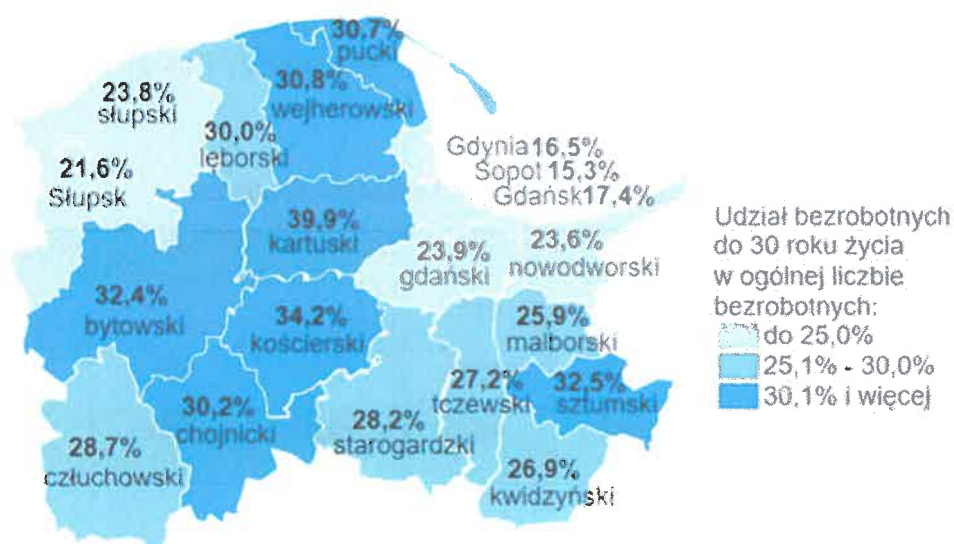 30,7%
pucki
30,8%
wejherowski
23,8%
słupski
30,0%
lęborski
21,6%
Słupsk
Gdynia 16,5%
Sopot 15,3%
Gdańsk 17,4%
39,9%
kartuski
23,9%
gdański
23,6%
nowodworski
32,4%
bytowski
34,2%
kościerski
25,9%
malborski
27,2%
tczewski
32,5%
sztumski
30,2%
chojnicki
28,2%
starogardzki
28,7%
człuchowski
26,9%
kwidzyński
Udział bezrobotnych
do 30 roku życia
w ogólnej liczbie
bezrobotnych:
do 25,0%
25,1% - 30,0%
30,1% i więcej